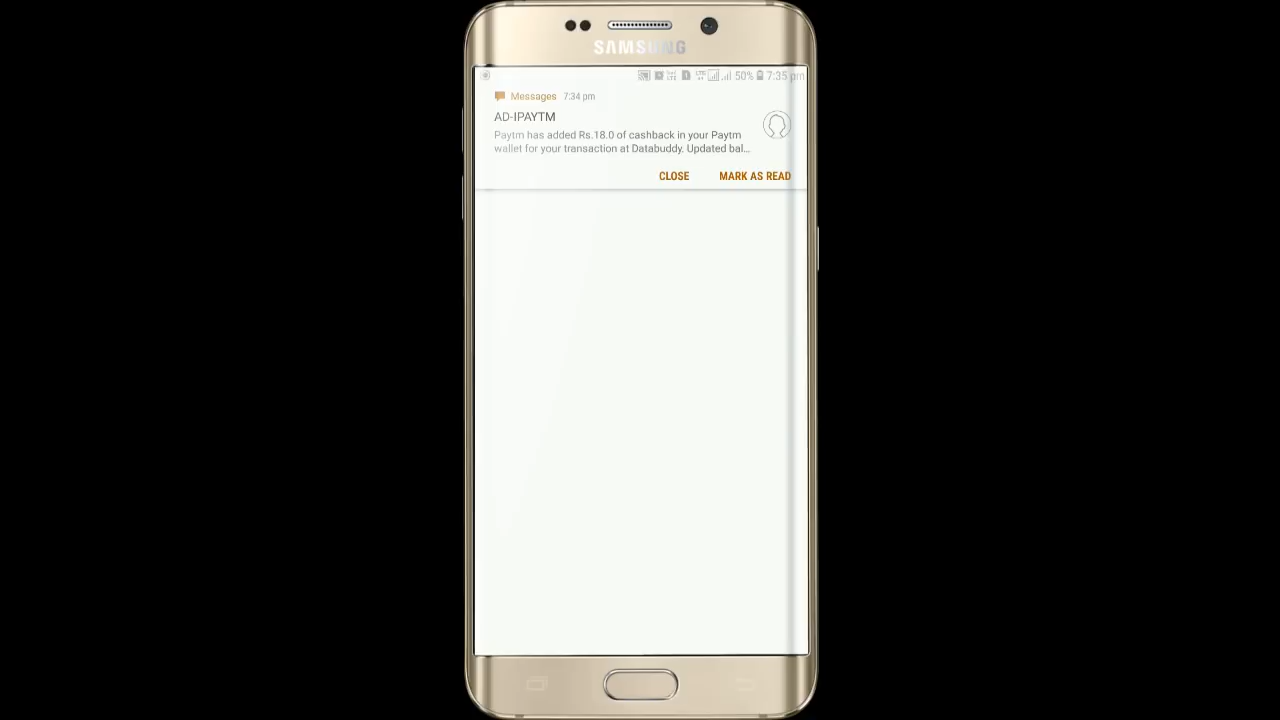 SAMSUNG
50% 7:35 pm
Messages 7:34 pm
AD-IPAYTM
Paytm has added Rs.18.0 of cashback in your Paytm
wallet for your transaction at Databuddy. Updated bal...
CLOSE MARK AS READ